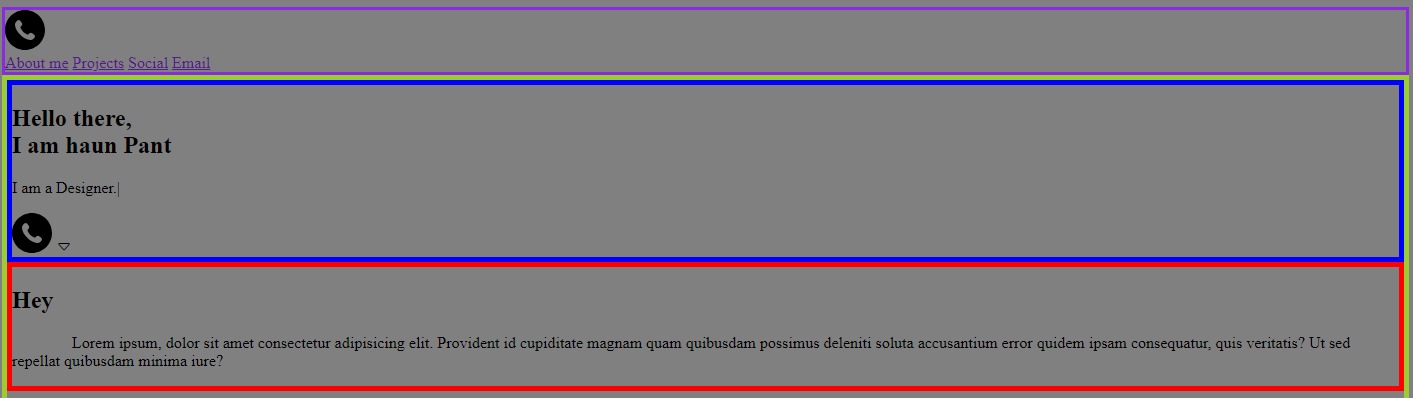 About me Projects Social Email
Hello there,
I am haun Pant
I am a Designer.|
Hey
Lorem ipsum, dolor sit amet consectetur adipisicing elit. Provident id cupiditate magnam quam quibusdam possimus deleniti soluta accusantium error quidem ipsam consequatur, quis veritatis? Ut sed
repellat quibusdam minima iure?